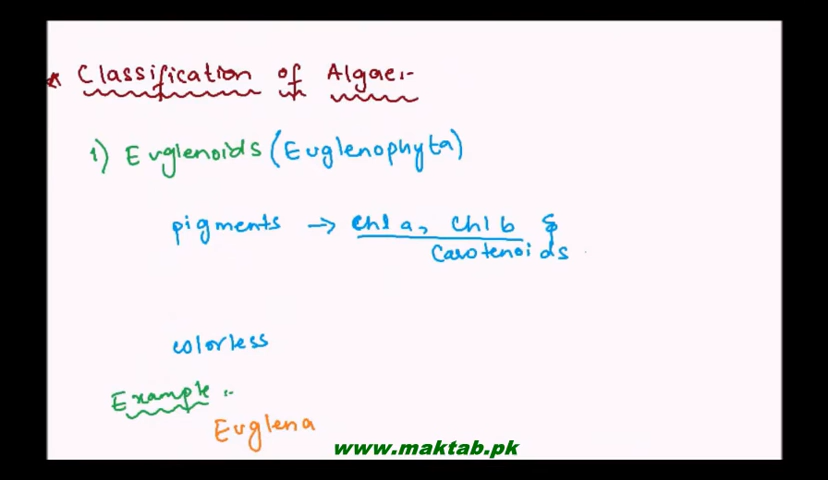 * Classification of Algae:-
1) Euglenoids (Euglenophyta)
pigments → chl a, chl b &
Carotenoids
colorless
Example :-
Euglena
www.maktab.pk